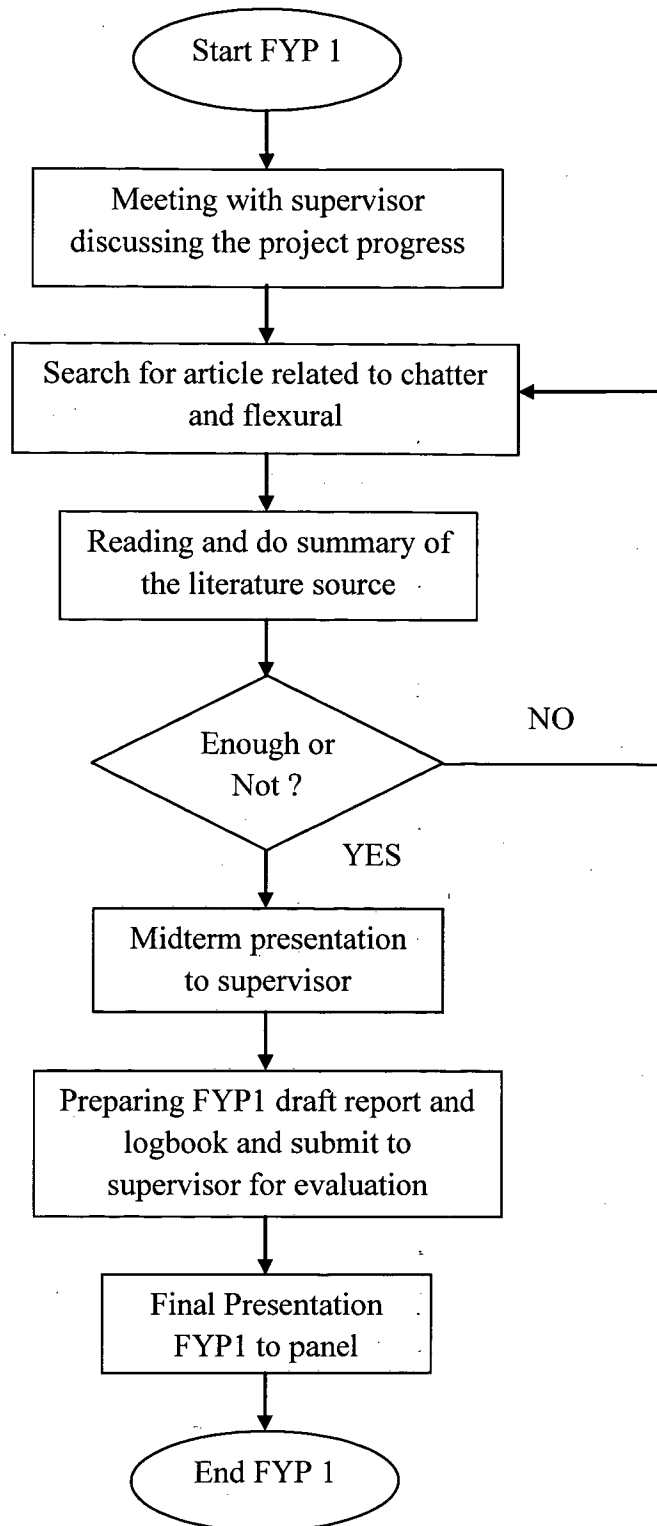 Start FYP 1
Meeting with supervisor
discussing the project progress
Search for article related to chatter
and flexural
Reading and do summary of
the literature source
Enough or
Not ?
NO
YES
Midterm presentation
to supervisor
Preparing FYP1 draft report and
logbook and submit to
supervisor for evaluation
Final Presentation
FYP1 to panel
End FYP 1